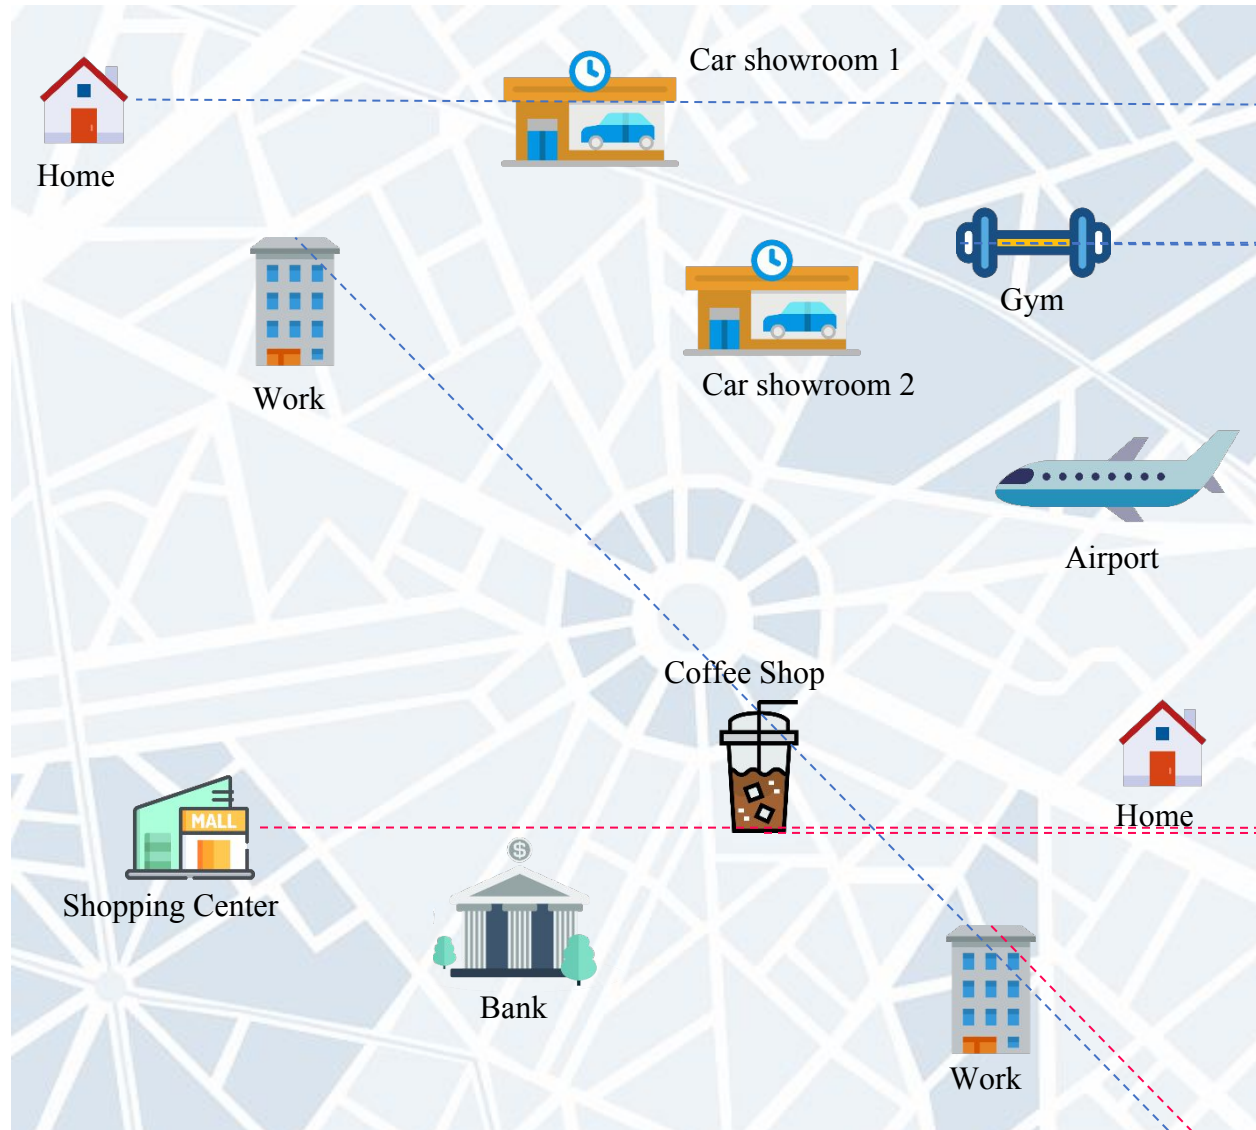 Car showroom 1
Home
Gym
Car showroom 2
Work
Airport
Coffee Shop
MALL
Home
Shopping Center
$
Bank
Work